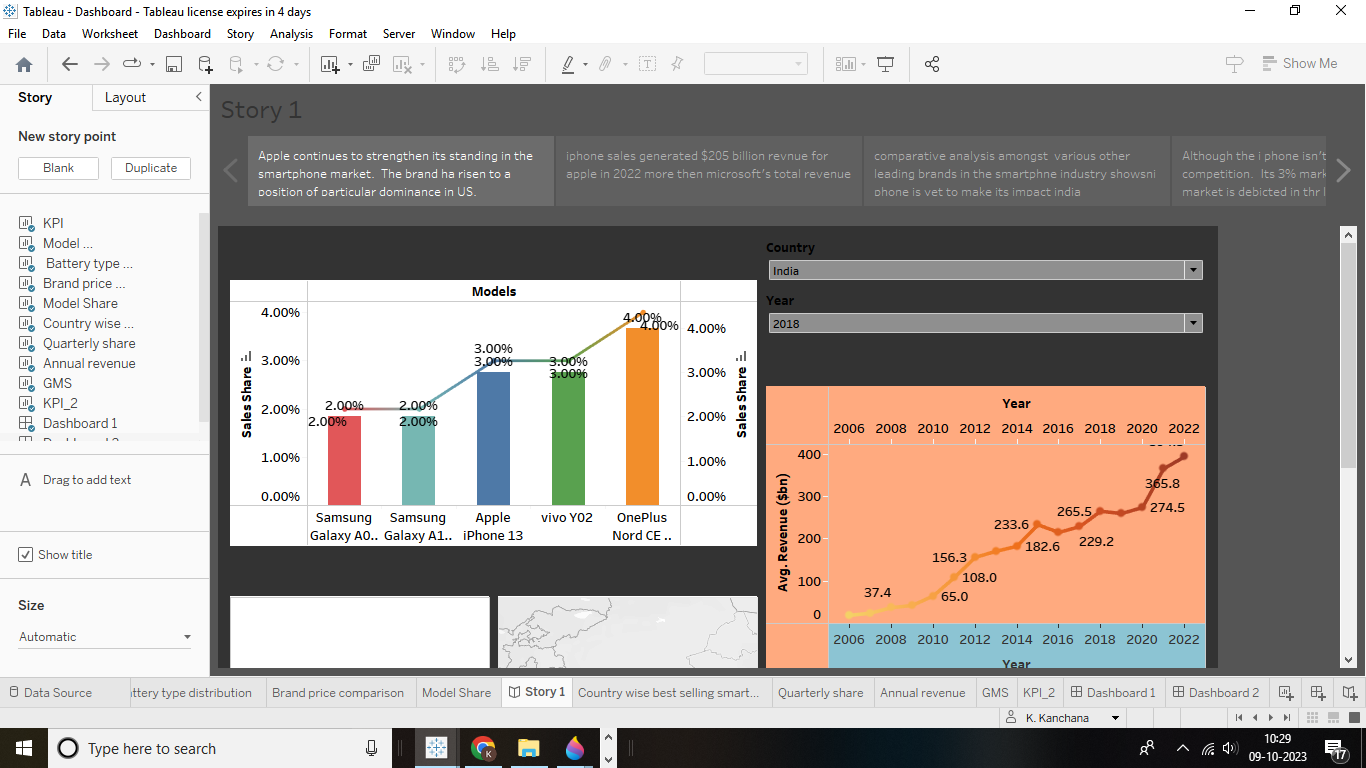 Tableau - Dashboard - Tableau license expires in 4 days
File Data Worksheet Dashboard Story Analysis Format Server Window Help
Show Me
Story Layout
New story point
Blank Duplicate
KPI
Model ...
Battery type ...
Brand price ...
Model Share
Country wise ...
Quarterly share
Annual revenue
GMS
KPI_2
Dashboard 1
Drag to add text
Show title
Size
Automatic
Story 1
Apple continues to strengthen its standing in the
smartphone market. The brand ha risen to a
position of particular dominance in US.
iphone sales generated $205 billion revnue for
apple in 2022 more then microsoft's total revenue
comparative analysis amongst various other
leading brands in the smartphne industry showsni
phone is yet to make its impact india
Although the i phone isn't
competition. Its 3% mark
market is debicted in thr
Models
Sales Share
4.00%
3.00%
2.00%
1.00%
0.00%
2.00% 2.00% 3.00% 3.00% 4.00%
2.00% 2.00% 3.00% 3.00% 4.00%
4.00%
3.00%
2.00%
1.00%
0.00%
Sales Share
Samsung Samsung Apple vivo Y02 OnePlus
Galaxy A0.. Galaxy A1.. iPhone 13 Nord CE ..
Country
India
Year
2018
Year
2006 2008 2010 2012 2014 2016 2018 2020 2022
Avg. Revenue ($bn)
400
300
200
100
0
37.4
65.0
108.0
156.3
182.6
233.6
229.2
265.5
274.5
365.8
2006 2008 2010 2012 2014 2016 2018 2020 2022
Year
Data Source ttery type distribution Brand price comparison Model Share Story 1 Country wise best selling smart... Quarterly share Annual revenue GMS KPI_2 Dashboard 1 Dashboard 2
K. Kanchana
Type here to search
K
10:29
09-10-2023
17